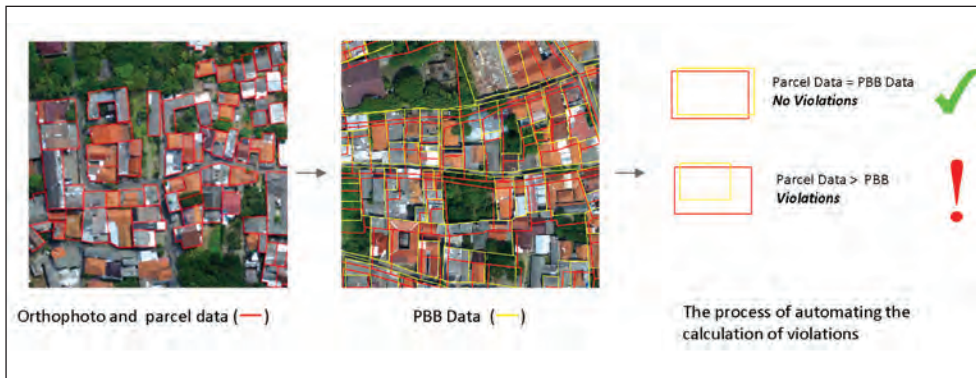 Parcel Data = PBB Data
No Violations
Parcel Data > PBB
Violations
Orthophoto and parcel data (—)
PBB Data (—)
The process of automating the
calculation of violations